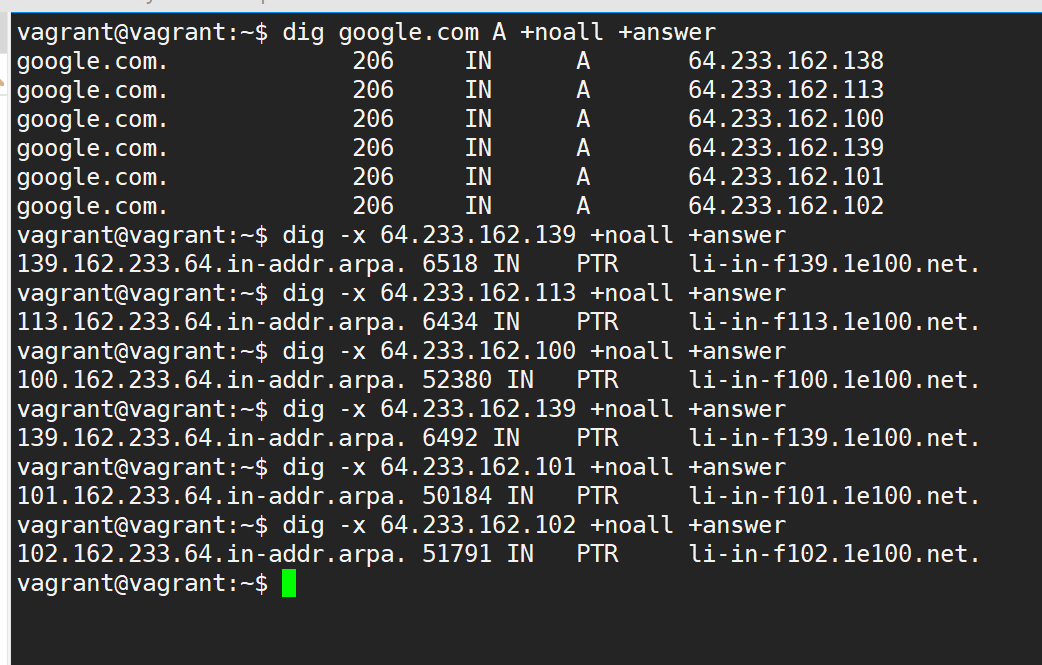 vagrant@vagrant:~$ dig google.com A +noall +answer
google.com.             206     IN      A       64.233.162.138
google.com.             206     IN      A       64.233.162.113
google.com.             206     IN      A       64.233.162.100
google.com.             206     IN      A       64.233.162.139
google.com.             206     IN      A       64.233.162.101
google.com.             206     IN      A       64.233.162.102
vagrant@vagrant:~$ dig -x 64.233.162.139 +noall +answer
139.162.233.64.in-addr.arpa. 6518 IN    PTR     li-in-f139.1e100.net.
vagrant@vagrant:~$ dig -x 64.233.162.113 +noall +answer
113.162.233.64.in-addr.arpa. 6434 IN    PTR     li-in-f113.1e100.net.
vagrant@vagrant:~$ dig -x 64.233.162.100 +noall +answer
100.162.233.64.in-addr.arpa. 52380 IN   PTR     li-in-f100.1e100.net.
vagrant@vagrant:~$ dig -x 64.233.162.139 +noall +answer
139.162.233.64.in-addr.arpa. 6492 IN    PTR     li-in-f139.1e100.net.
vagrant@vagrant:~$ dig -x 64.233.162.101 +noall +answer
101.162.233.64.in-addr.arpa. 50184 IN   PTR     li-in-f101.1e100.net.
vagrant@vagrant:~$ dig -x 64.233.162.102 +noall +answer
102.162.233.64.in-addr.arpa. 51791 IN   PTR     li-in-f102.1e100.net.
vagrant@vagrant:~$